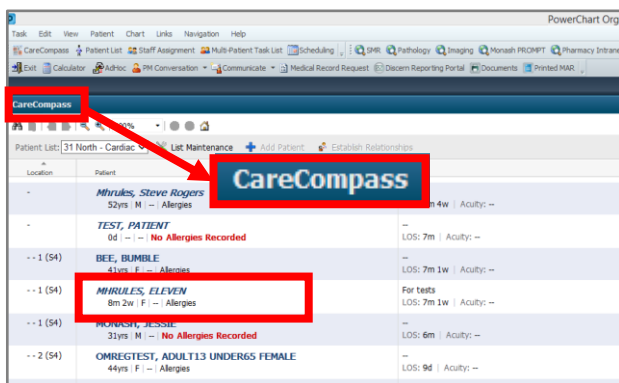 PowerChart Org
Task Edit View Patient Chart Links Navigation Help
CareCompass Patient List Staff Assignment Multi-Patient Task List Scheduling SMR Pathology Imaging Monash PROMPT Pharmacy Intrane
Exit Calculator AdHoc PM Conversation Communicate Medical Record Request Discern Reporting Portal Documents Printed MAR
CareCompass
Patient List: 31 North - Cardiac List Maintenance Add Patient Establish Relationships
CareCompass
Location Patient
- Mhrules, Steve Rogers
52yrs | M | -- | Allergies 4w | Acuity: --
- TEST, PATIENT --
0d | -- | -- | No Allergies Recorded LOS: 7m | Acuity: --
- - 1 (S4) BEE, BUMBLE --
41yrs | F | -- | Allergies LOS: 7m 1w | Acuity: --
- - 1 (S4) MHRULES, ELEVEN For tests
8m 2w | F | -- | Allergies LOS: 7m 1w | Acuity: --
- - 1 (S4) MONASH, JESSIE --
31yrs | M | -- | No Allergies Recorded LOS: 6m | Acuity: --
- - 2 (S4) OMREGTEST, ADULT13 UNDER65 FEMALE --
44yrs | F | -- | Allergies LOS: 9d | Acuity: --